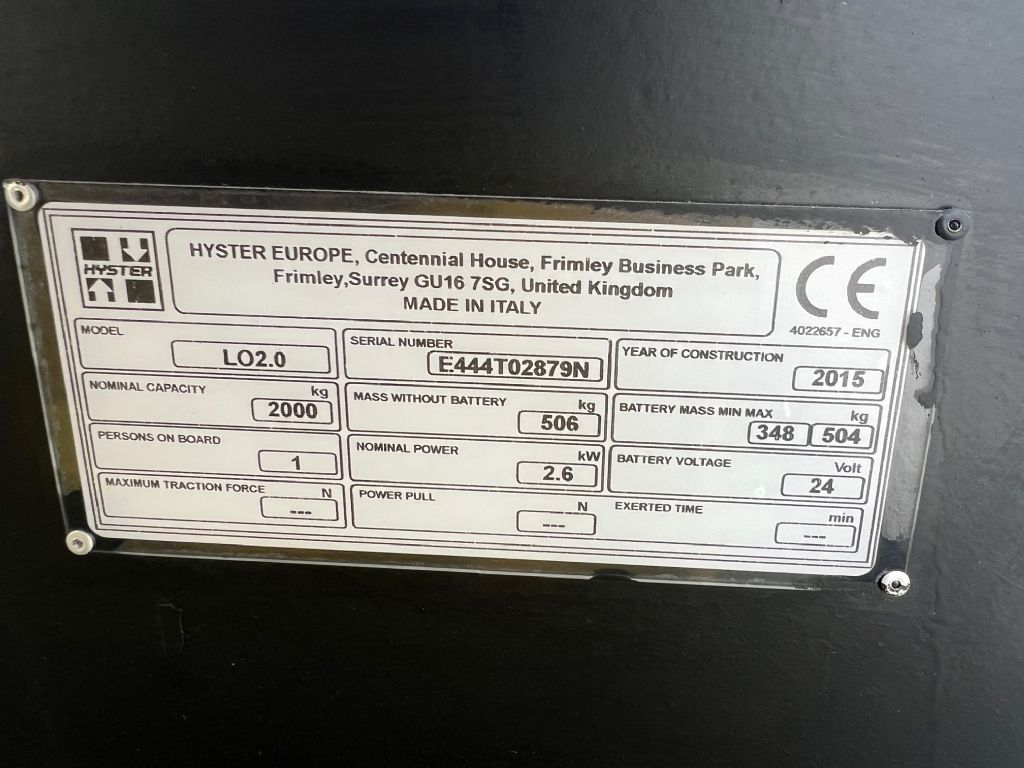 HYSTER
HYSTER EUROPE, Centennial House, Frimley Business Park,
Frimley,Surrey GU16 7SG, United Kingdom
MADE IN ITALY
CE
4022657 - ENG
MODEL
LO2.0
SERIAL NUMBER
E444T02879N
YEAR OF CONSTRUCTION
2015
NOMINAL CAPACITY kg
2000
MASS WITHOUT BATTERY kg
506
BATTERY MASS MIN MAX kg
348 504
PERSONS ON BOARD
1
NOMINAL POWER kW
2.6
BATTERY VOLTAGE Volt
24
MAXIMUM TRACTION FORCE N
---
POWER PULL N
---
EXERTED TIME min
---